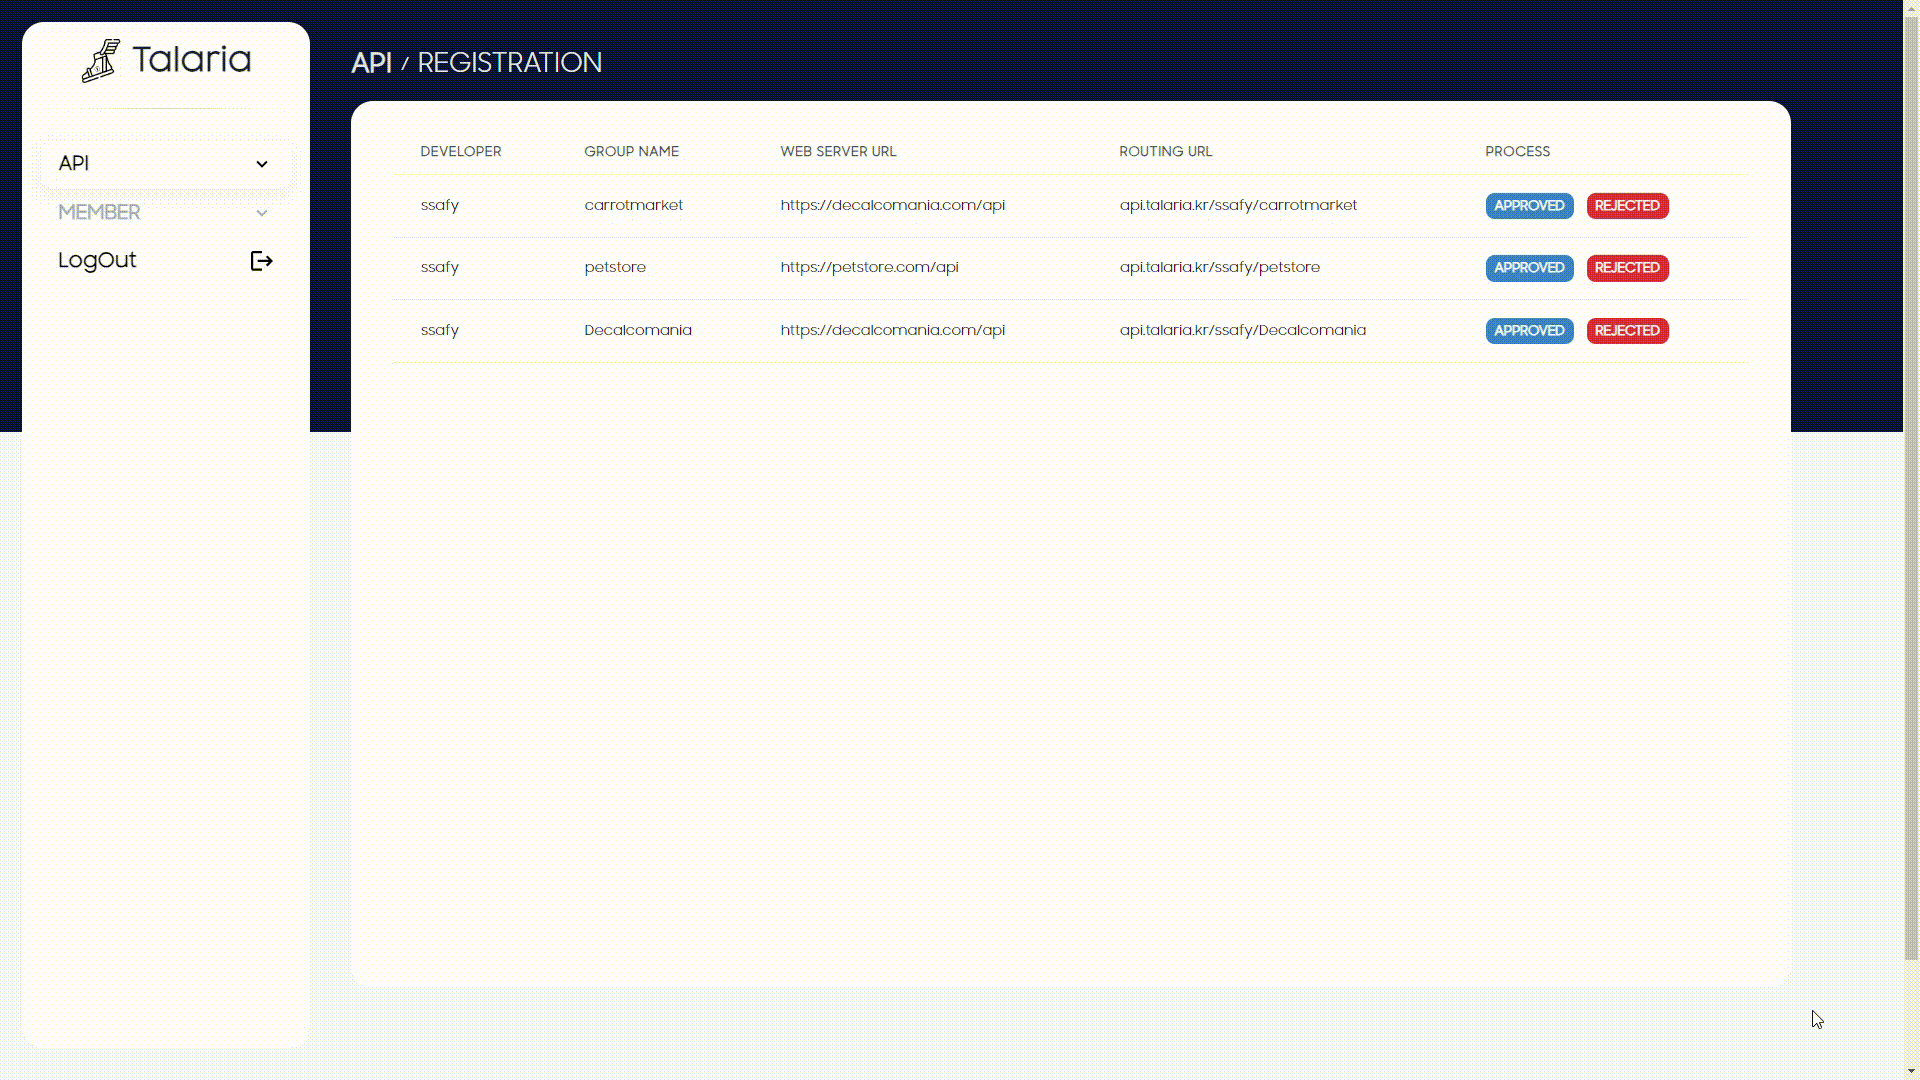 Talaria
API
MEMBER
LogOut
API / REGISTRATION
DEVELOPER GROUP NAME WEB SERVER URL ROUTING URL PROCESS
ssafy carrotmarket https://decalcomania.com/api api.talaria.kr/ssafy/carrotmarket APPROVED REJECTED
ssafy petstore https://petstore.com/api api.talaria.kr/ssafy/petstore APPROVED REJECTED
ssafy Decalcomania https://decalcomania.com/api api.talaria.kr/ssafy/Decalcomania APPROVED REJECTED